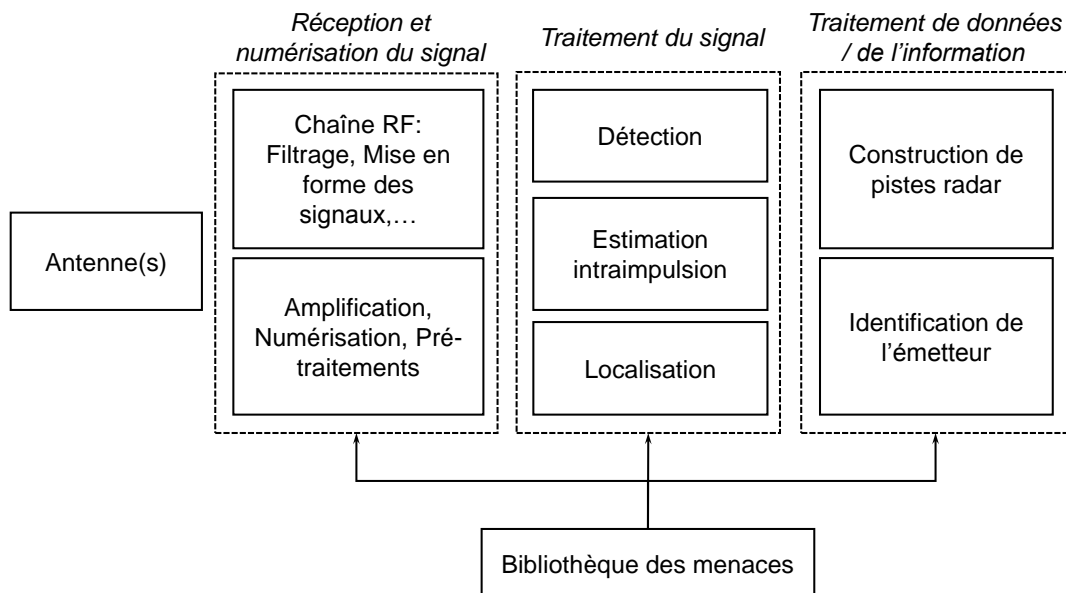 Réception et
numérisation du signal
Traitement du signal
Traitement de données
/ de l’information
Antenne(s)
Chaîne RF:
Filtrage, Mise en
forme des
signaux,…
Amplification,
Numérisation, Pré-
traitements
Détection
Estimation
intraimpulsion
Localisation
Construction de
pistes radar
Identification de
l’émetteur
Bibliothèque des menaces